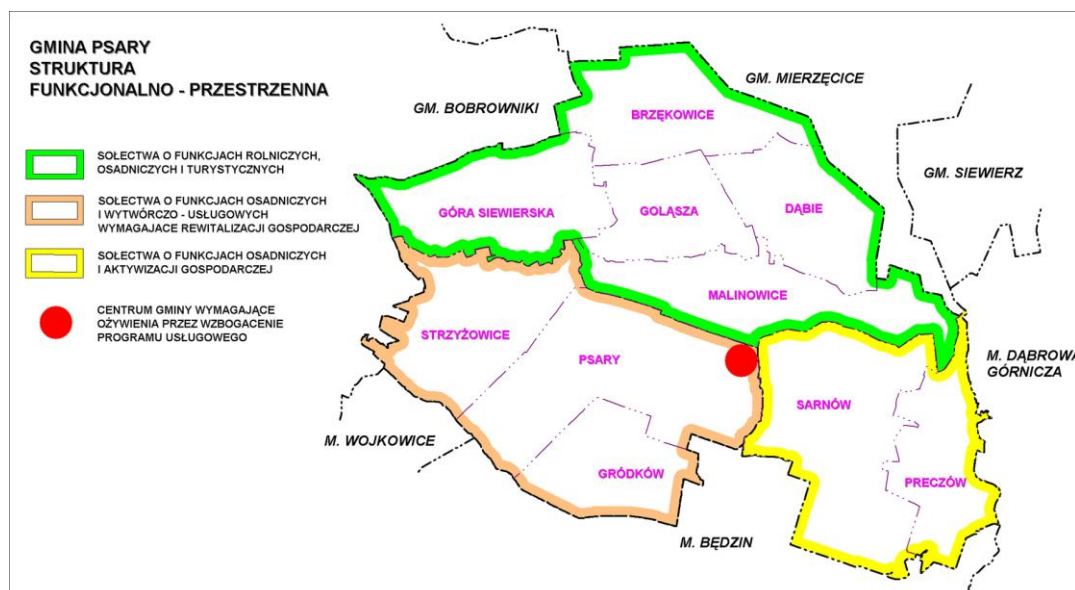 GMINA PSARY
STRUKTURA
FUNKCJONALNO - PRZESTRZENNA
SOŁECTWA O FUNKCJACH ROLNICZYCH,
OSADNICZYCH I TURYSTYCZNYCH
SOŁECTWA O FUNKCJACH OSADNICZYCH
I WYTWÓRCZO - USŁUGOWYCH
WYMAGAJACE REWITALIZACJI GOSPODARCZEJ
SOŁECTWA O FUNKCJACH OSADNICZYCH
I AKTYWIZACJI GOSPODARCZEJ
CENTRUM GMINY WYMAGAJĄCE
OŻYWIENIA PRZEZ WZBOGACENIE
PROGRAMU USŁUGOWEGO
GM. BOBROWNIKI
GM. MIERZĘCICE
GM. SIEWIERZ
BRZĘKOWICE
GÓRA SIEWIERSKA
GOLĄSZA
DĄBIE
MALINOWICE
STRZYŻOWICE
PSARY
SARNÓW
M. DĄBROWA
GÓRNICZA
M. WOJKOWICE
GRÓDKÓW
PRECZÓW
M. BĘDZIN